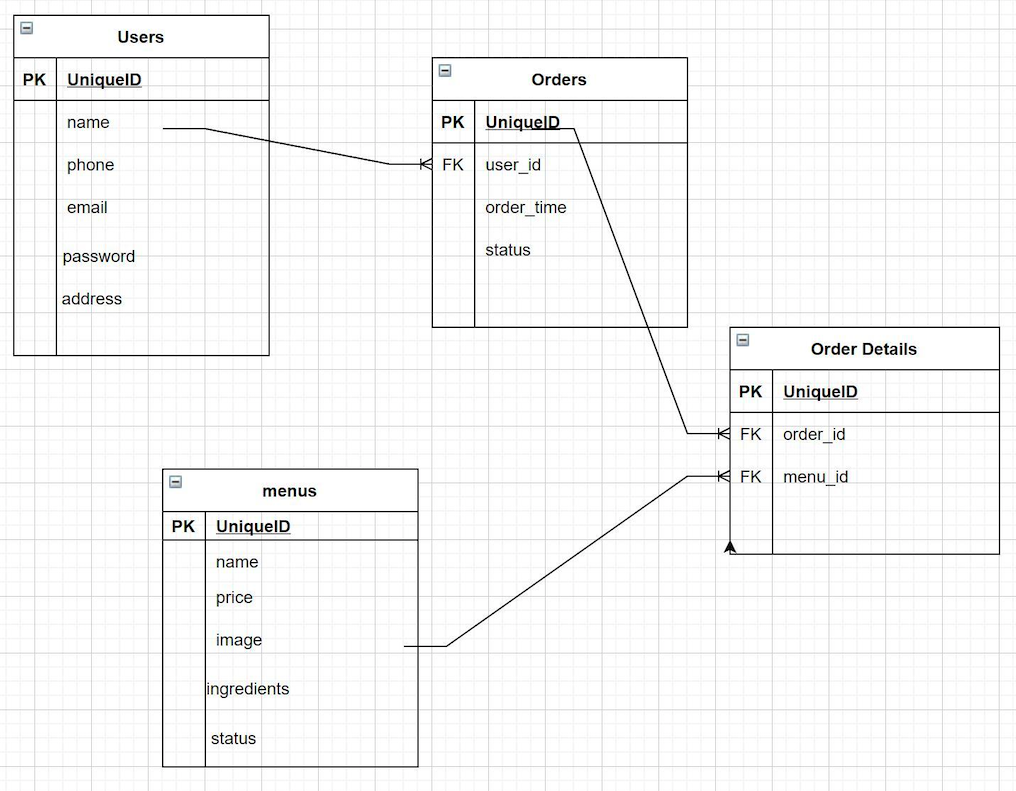 Users
PK UniqueID
name
phone
email
password
address
Orders
PK UniqueID
FK user_id
order_time
status
Order Details
PK UniqueID
FK order_id
FK menu_id
menus
PK UniqueID
name
price
image
ingredients
status